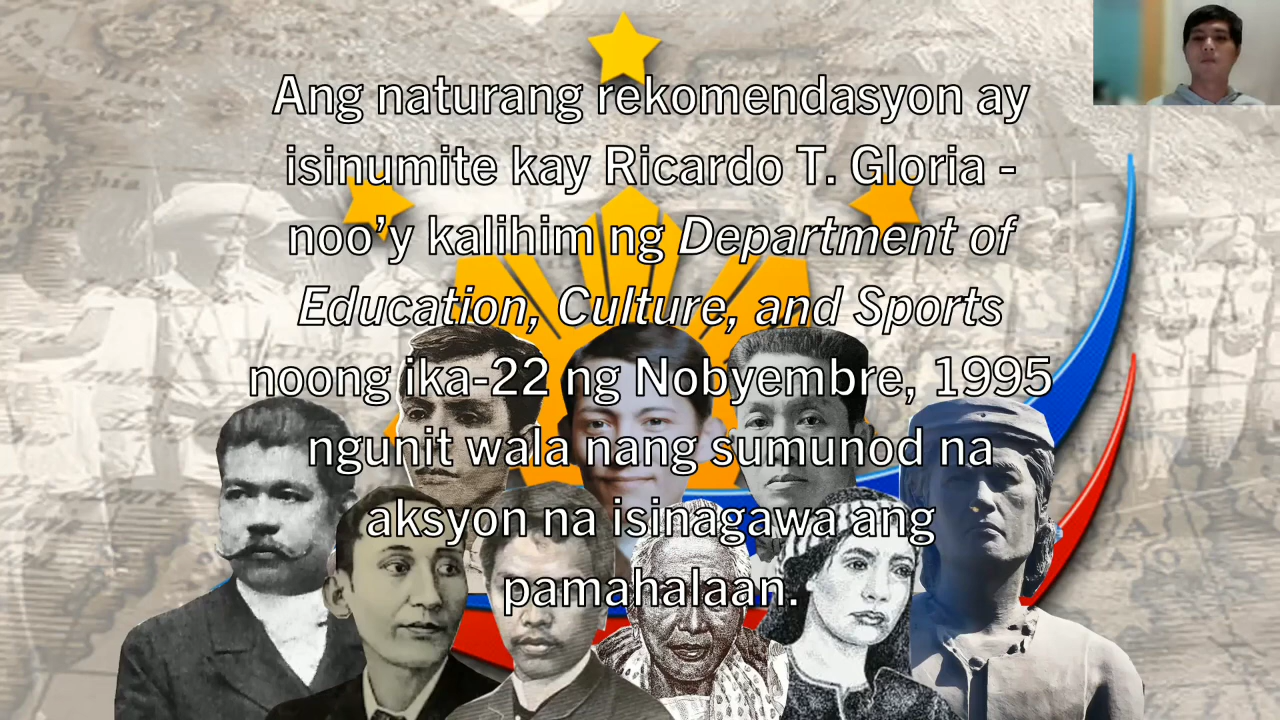 Ang naturang rekomendasyon ay
isinumite kay Ricardo T. Gloria -
noo’y kalihim ng Department of
Education, Culture, and Sports
noong ika-22 ng Nobyembre, 1995
ngunit wala nang sumunod na
aksyon na isinagawa ang
pamahalaan.